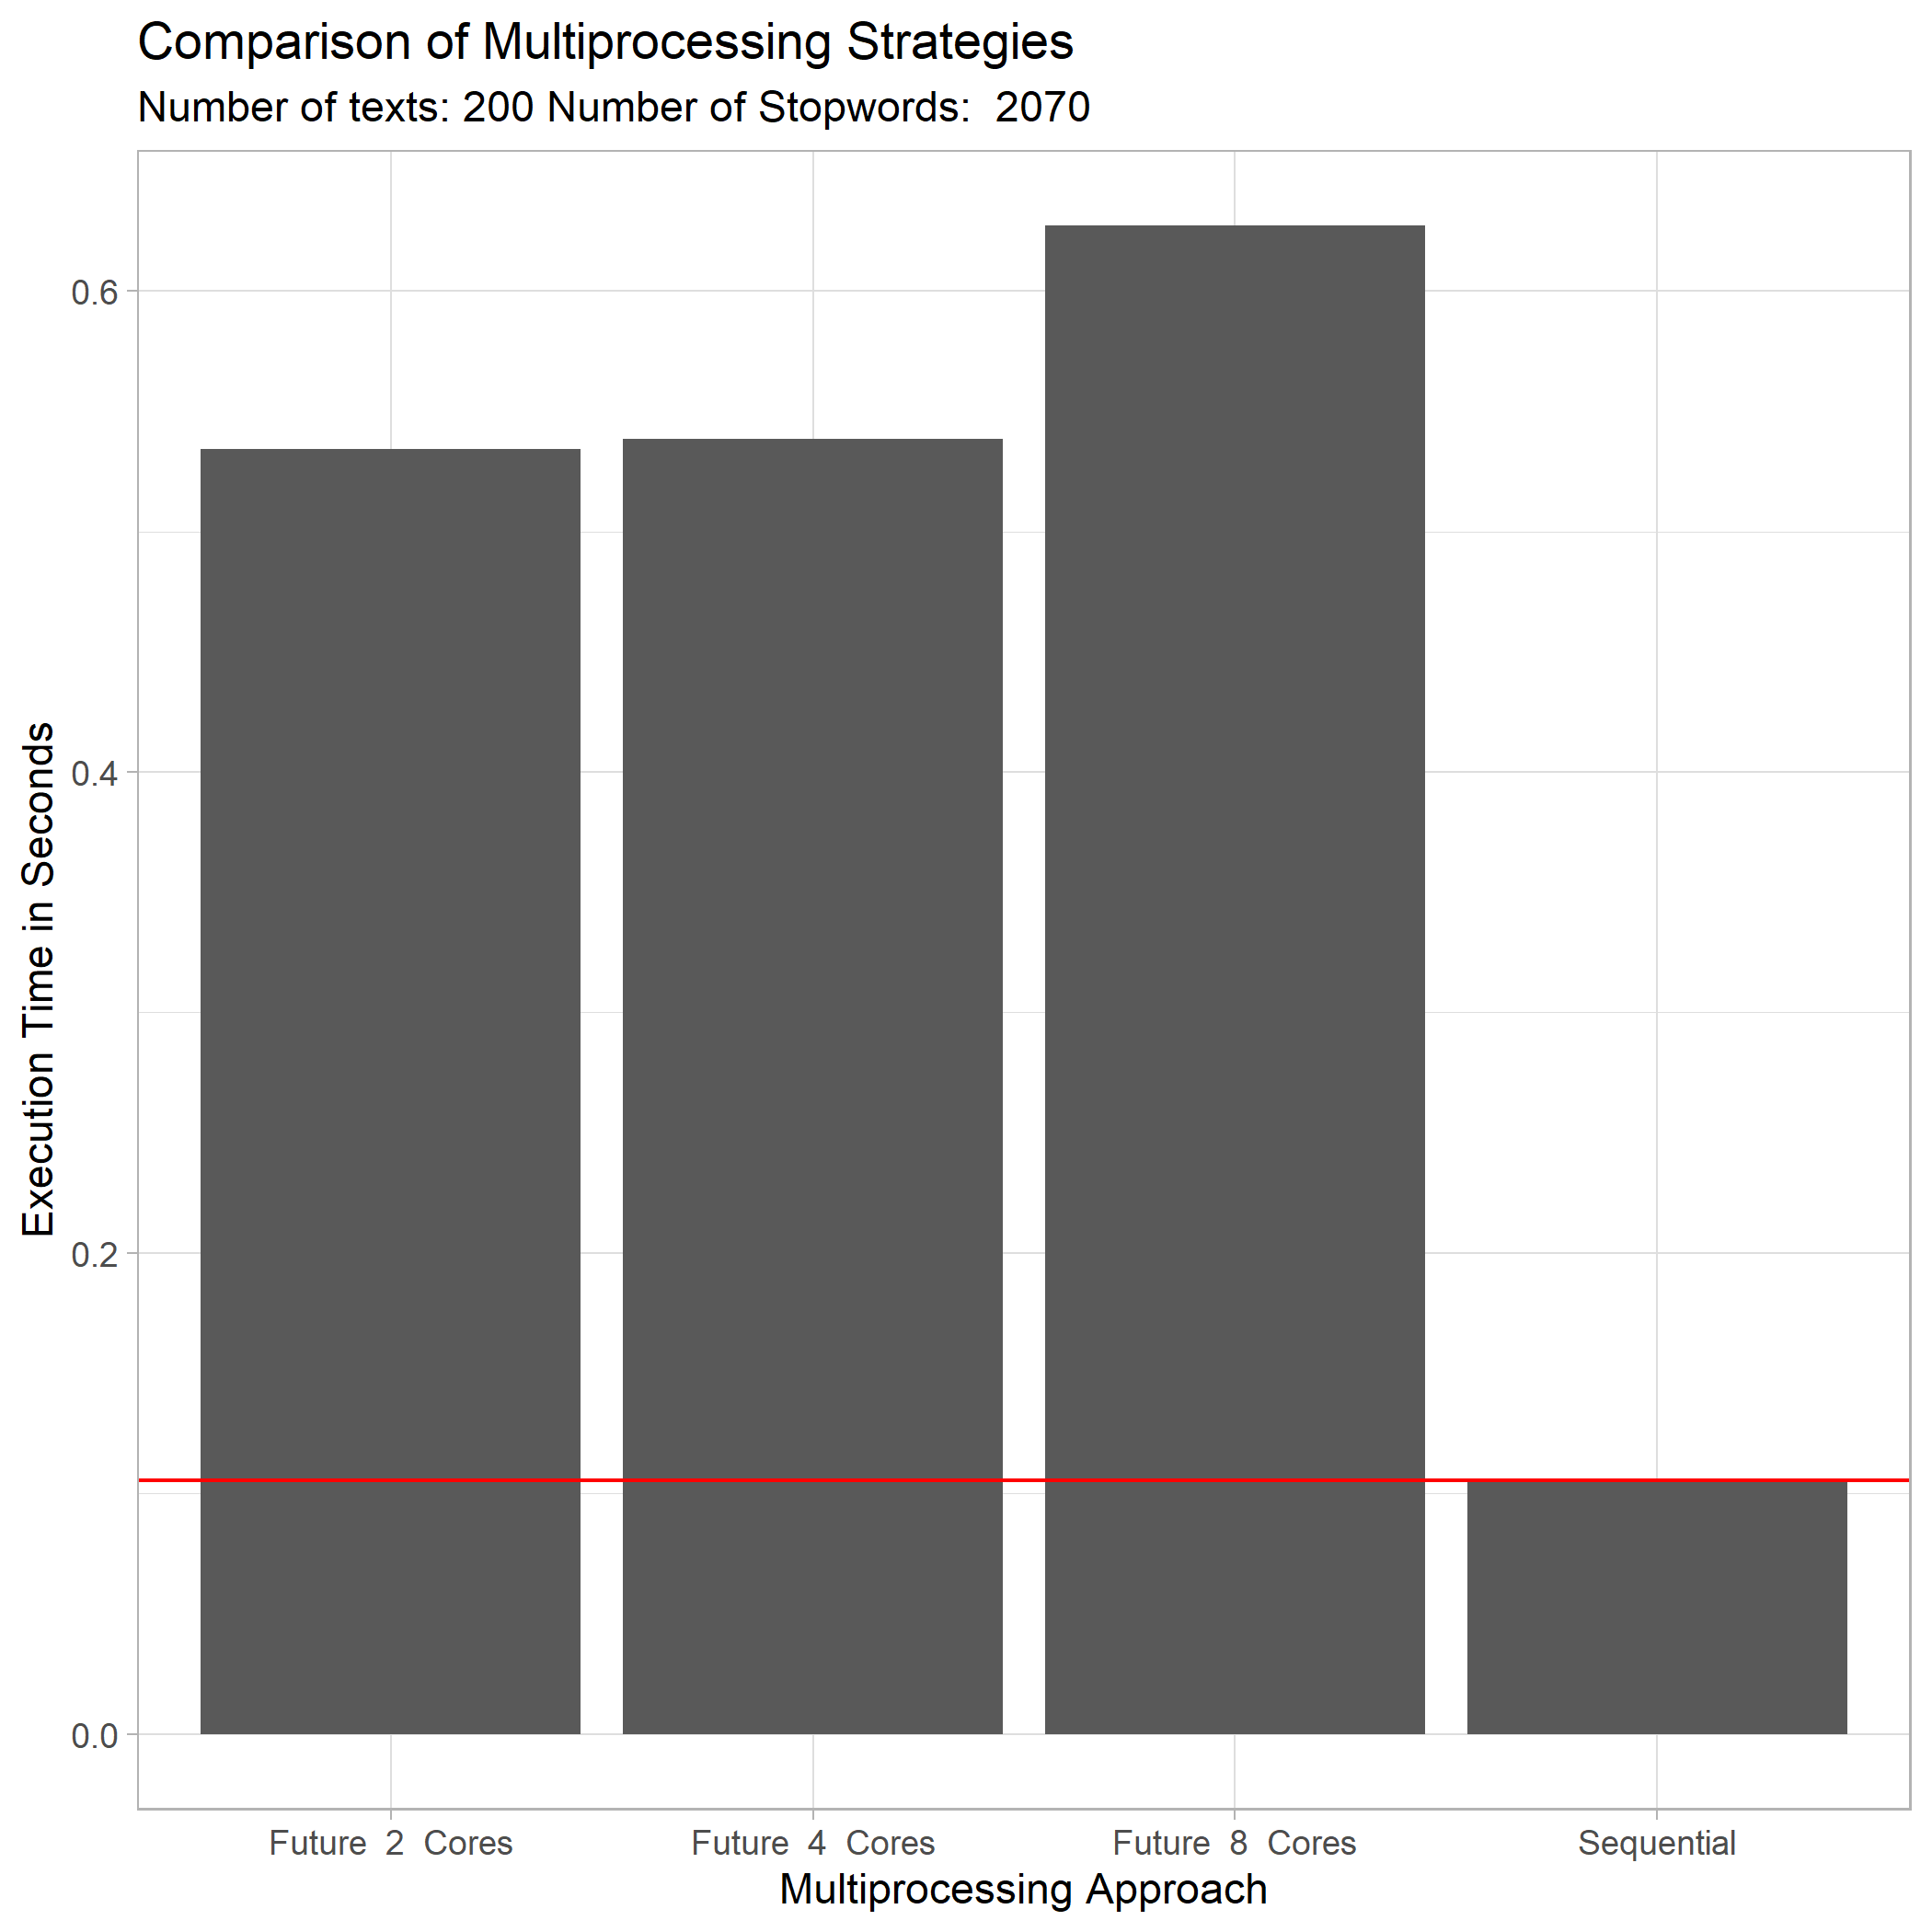 Comparison of Multiprocessing Strategies
Number of texts: 200 Number of Stopwords:  2070
Execution Time in Seconds
0.6
0.4
0.2
0.0
Future  2  Cores
Future  4  Cores
Future  8  Cores
Sequential
Multiprocessing Approach